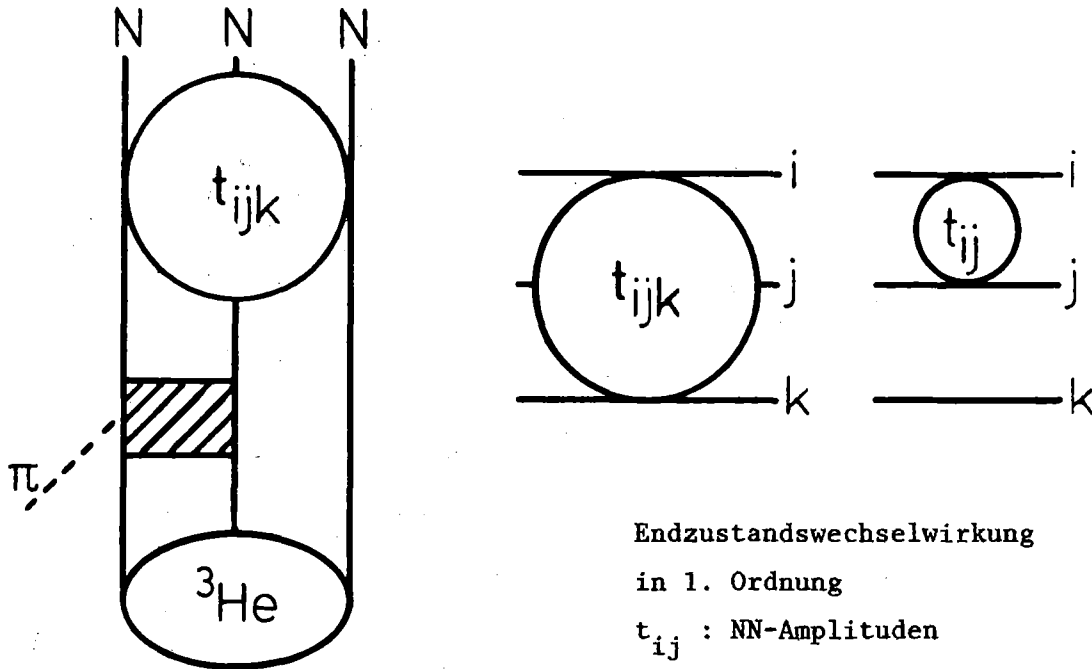 N N N
t_ijk
π
³He
i
t_ijk
j
k
i
t_ij
j
k
Endzustandswechselwirkung
in 1. Ordnung
t_ij : NN-Amplituden